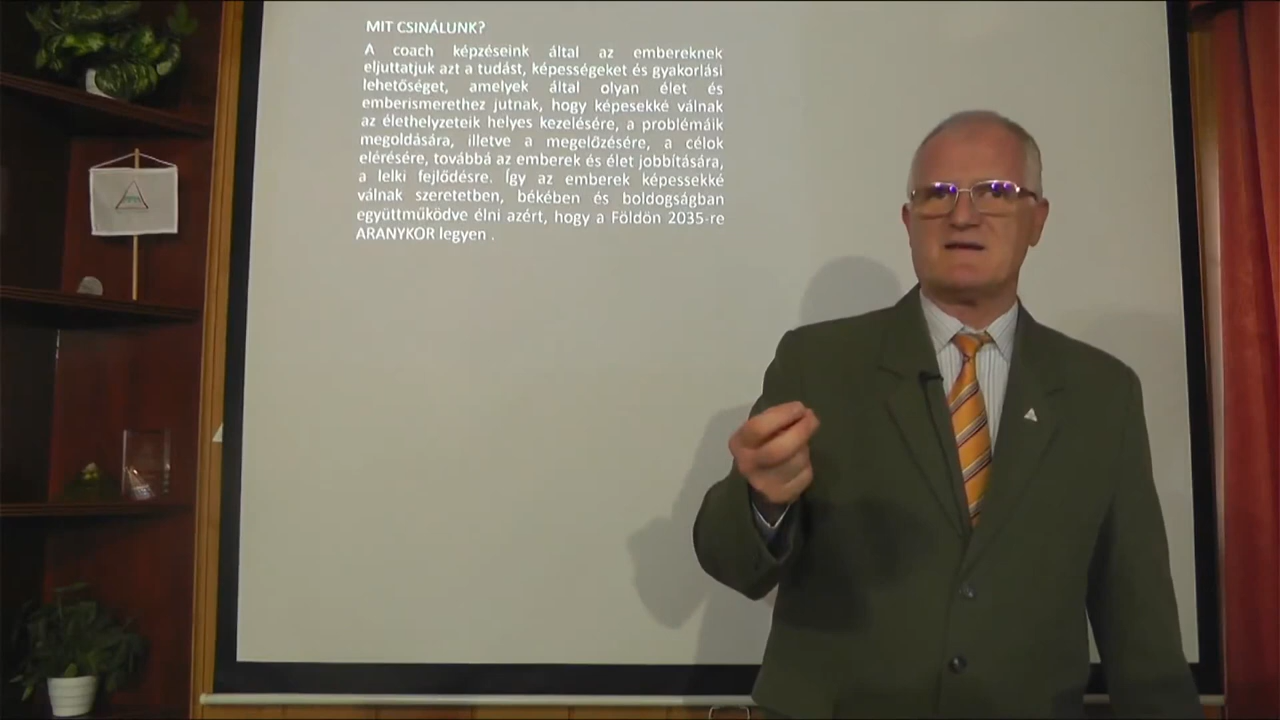 MIT CSINÁLUNK?
A coach képzéseink által az embereknek
eljuttatjuk azt a tudást, képességeket és gyakorlási
lehetőséget, amelyek által olyan élet és
emberismerethez jutnak, hogy képesekké válnak
az élethelyzeteik helyes kezelésére, a problémáik
megoldására, illetve a megelőzésére, a célok
elérésére, továbbá az emberek és élet jobbítására,
a lelki fejlődésre. Így az emberek képessekké
válnak szeretetben, békében és boldogságban
együttműködve élni azért, hogy a Földön 2035-re
ARANYKOR legyen .